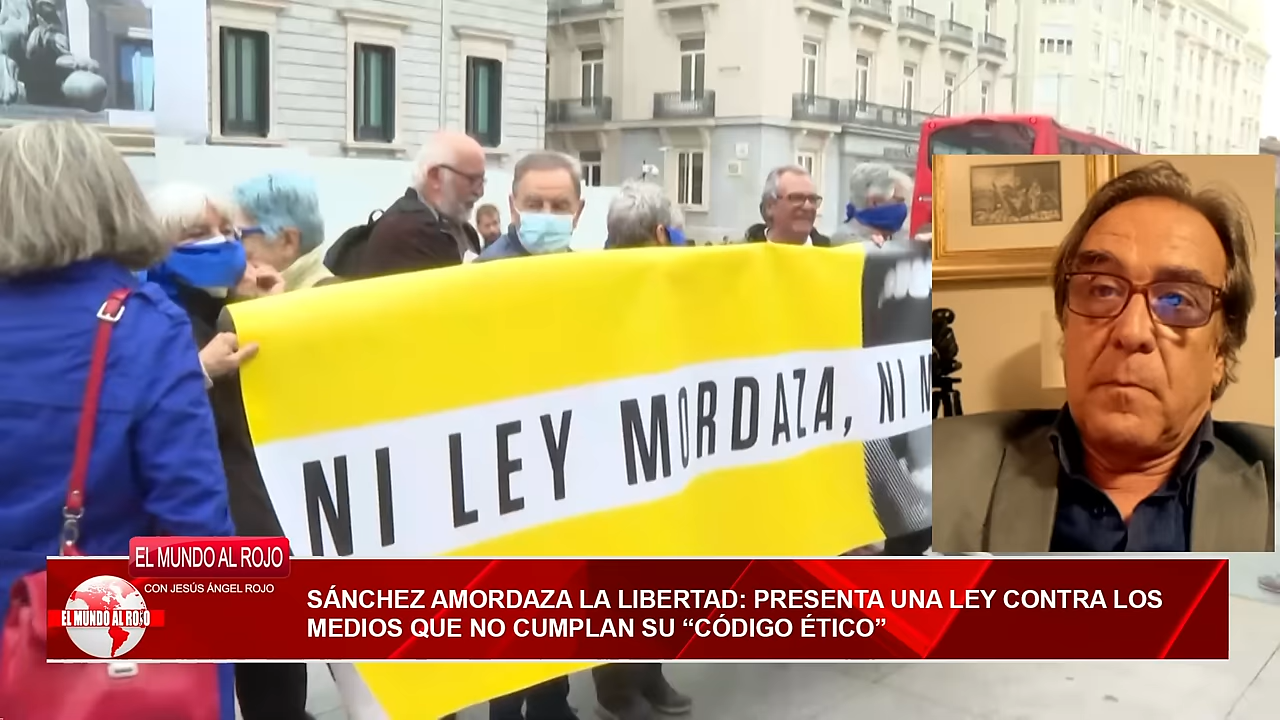 NI LEY MORDAZA, NI
EL MUNDO AL ROJO
CON JESÚS ÁNGEL ROJO
EL MUNDO AL ROJO
SÁNCHEZ AMORDAZA LA LIBERTAD: PRESENTA UNA LEY CONTRA LOS
MEDIOS QUE NO CUMPLAN SU “CÓDIGO ÉTICO”